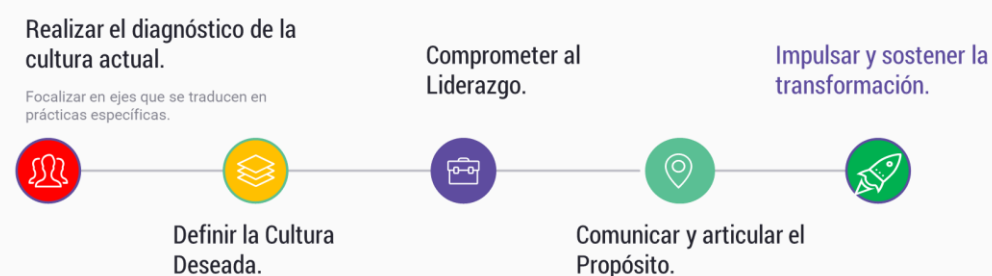 Realizar el diagnóstico de la
cultura actual.
Focalizar en ejes que se traducen en
prácticas específicas.
Definir la Cultura
Deseada.
Comprometer al
Liderazgo.
Comunicar y articular el
Propósito.
Impulsar y sostener la
transformación.